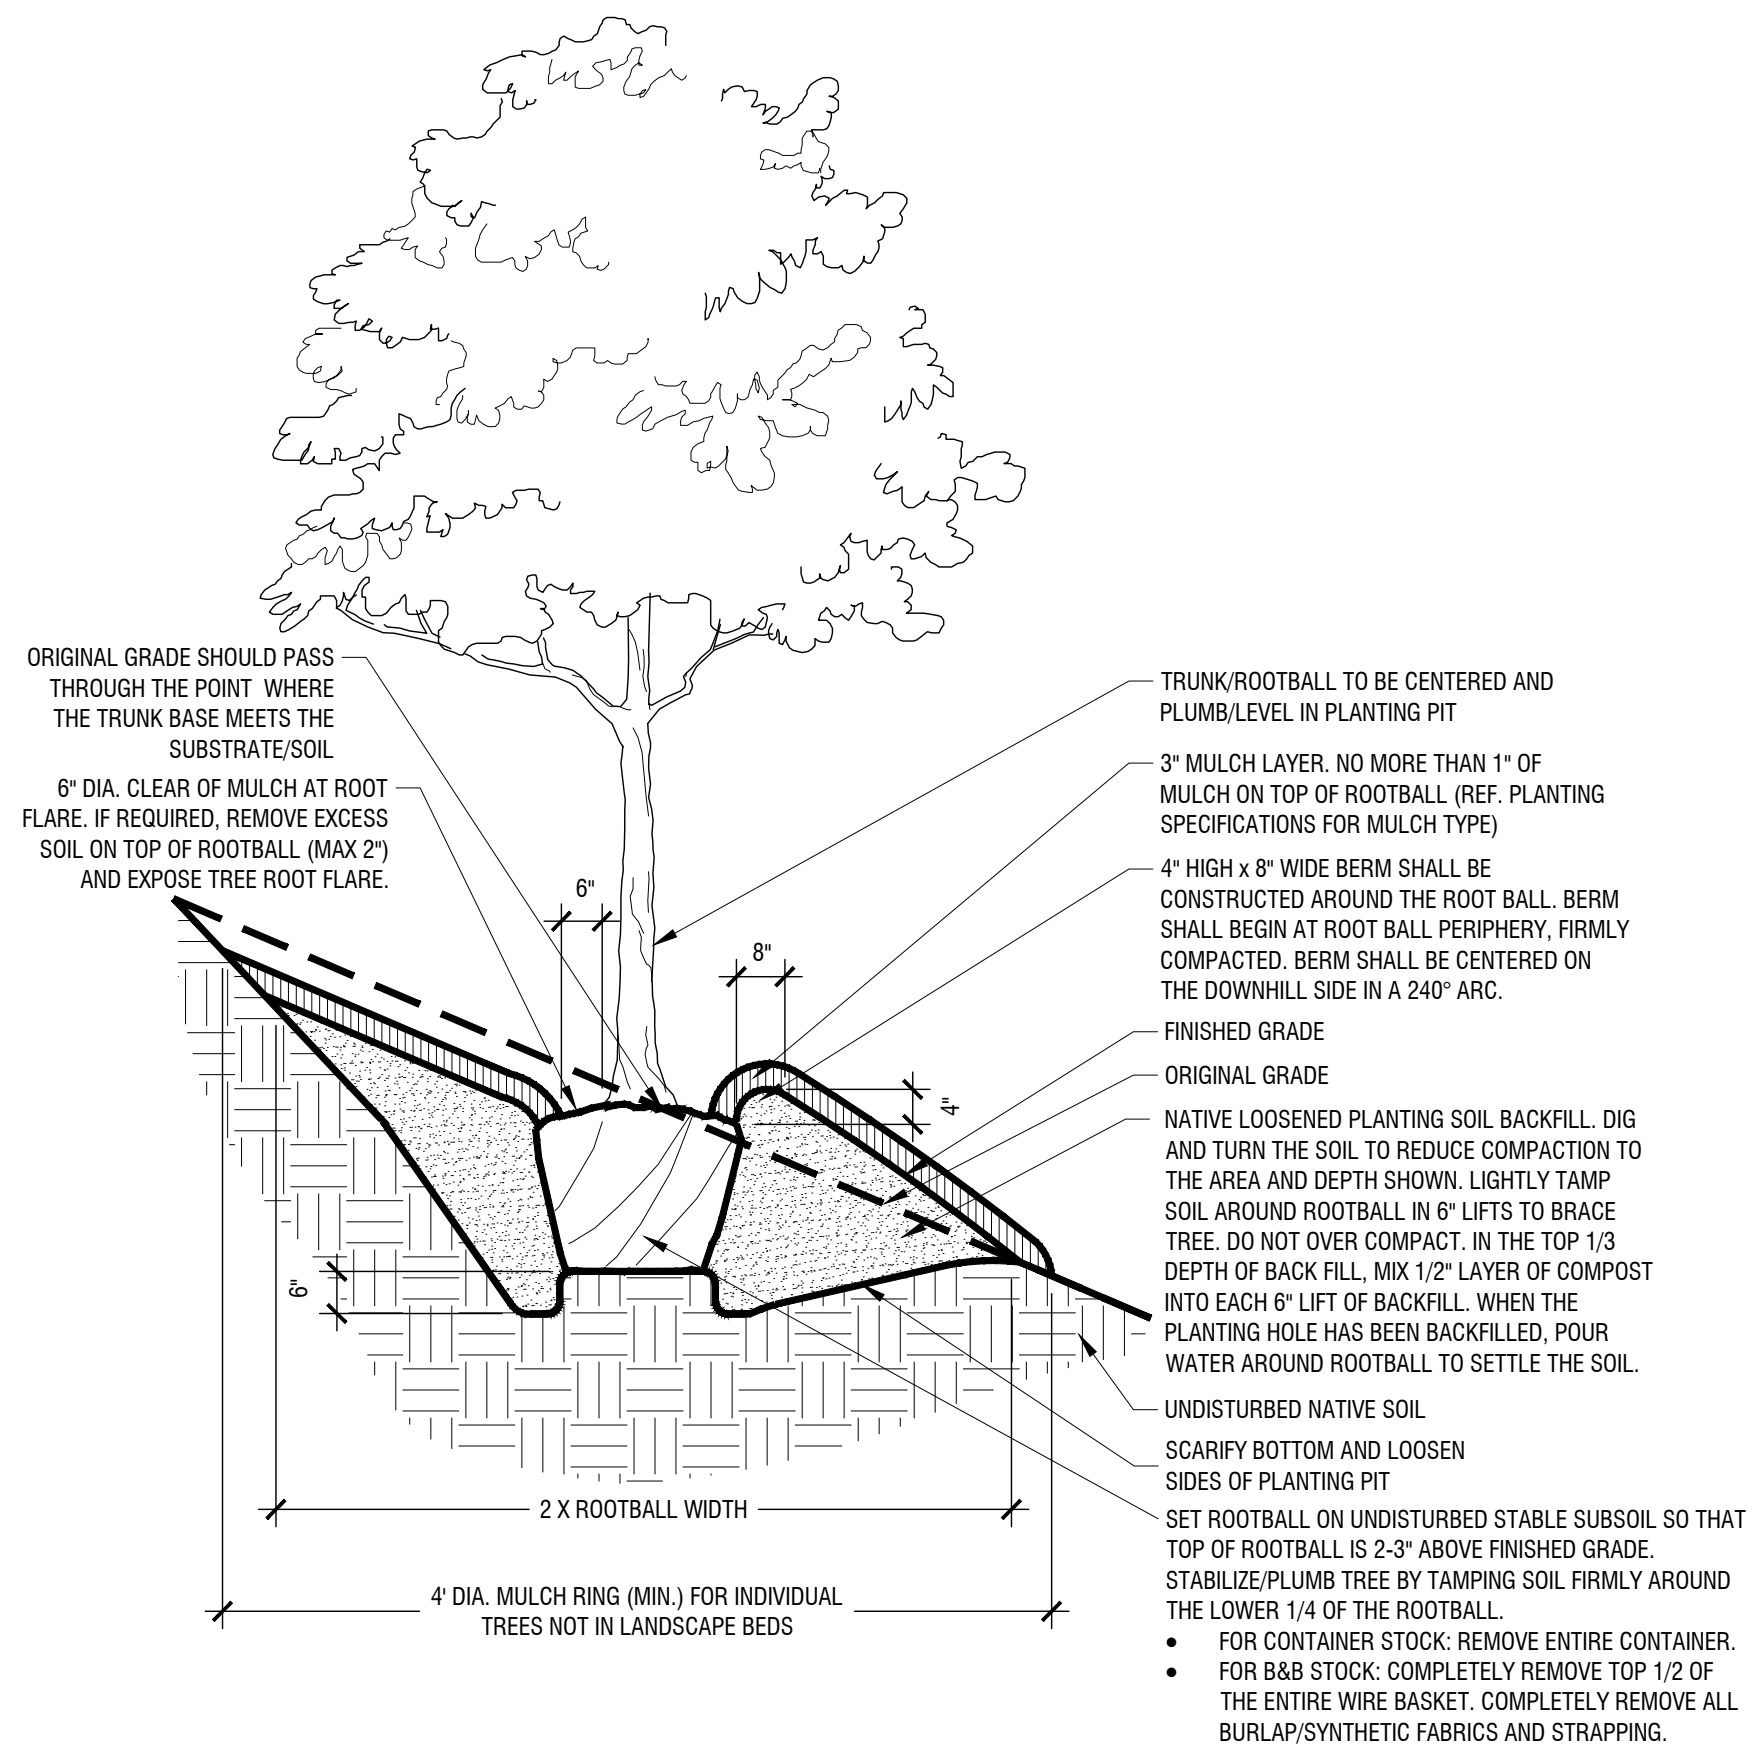 ORIGINAL GRADE SHOULD PASS
THROUGH THE POINT WHERE
THE TRUNK BASE MEETS THE
SUBSTRATE/SOIL
6" DIA. CLEAR OF MULCH AT ROOT
FLARE. IF REQUIRED, REMOVE EXCESS
SOIL ON TOP OF ROOTBALL (MAX 2")
AND EXPOSE TREE ROOT FLARE.
6"
8"
4"
6"
2 X ROOTBALL WIDTH
4' DIA. MULCH RING (MIN.) FOR INDIVIDUAL
TREES NOT IN LANDSCAPE BEDS
TRUNK/ROOTBALL TO BE CENTERED AND
PLUMB/LEVEL IN PLANTING PIT
3" MULCH LAYER. NO MORE THAN 1" OF
MULCH ON TOP OF ROOTBALL (REF. PLANTING
SPECIFICATIONS FOR MULCH TYPE)
4" HIGH x 8" WIDE BERM SHALL BE
CONSTRUCTED AROUND THE ROOT BALL. BERM
SHALL BEGIN AT ROOT BALL PERIPHERY, FIRMLY
COMPACTED. BERM SHALL BE CENTERED ON
THE DOWNHILL SIDE IN A 240° ARC.
FINISHED GRADE
ORIGINAL GRADE
NATIVE LOOSENED PLANTING SOIL BACKFILL. DIG
AND TURN THE SOIL TO REDUCE COMPACTION TO
THE AREA AND DEPTH SHOWN. LIGHTLY TAMP
SOIL AROUND ROOTBALL IN 6" LIFTS TO BRACE
TREE. DO NOT OVER COMPACT. IN THE TOP 1/3
DEPTH OF BACK FILL, MIX 1/2" LAYER OF COMPOST
INTO EACH 6" LIFT OF BACKFILL. WHEN THE
PLANTING HOLE HAS BEEN BACKFILLED, POUR
WATER AROUND ROOTBALL TO SETTLE THE SOIL.
UNDISTURBED NATIVE SOIL
SCARIFY BOTTOM AND LOOSEN
SIDES OF PLANTING PIT
SET ROOTBALL ON UNDISTURBED STABLE SUBSOIL SO THAT
TOP OF ROOTBALL IS 2-3" ABOVE FINISHED GRADE.
STABILIZE/PLUMB TREE BY TAMPING SOIL FIRMLY AROUND
THE LOWER 1/4 OF THE ROOTBALL.
• FOR CONTAINER STOCK: REMOVE ENTIRE CONTAINER.
• FOR B&B STOCK: COMPLETELY REMOVE TOP 1/2 OF
THE ENTIRE WIRE BASKET. COMPLETELY REMOVE ALL
BURLAP/SYNTHETIC FABRICS AND STRAPPING.